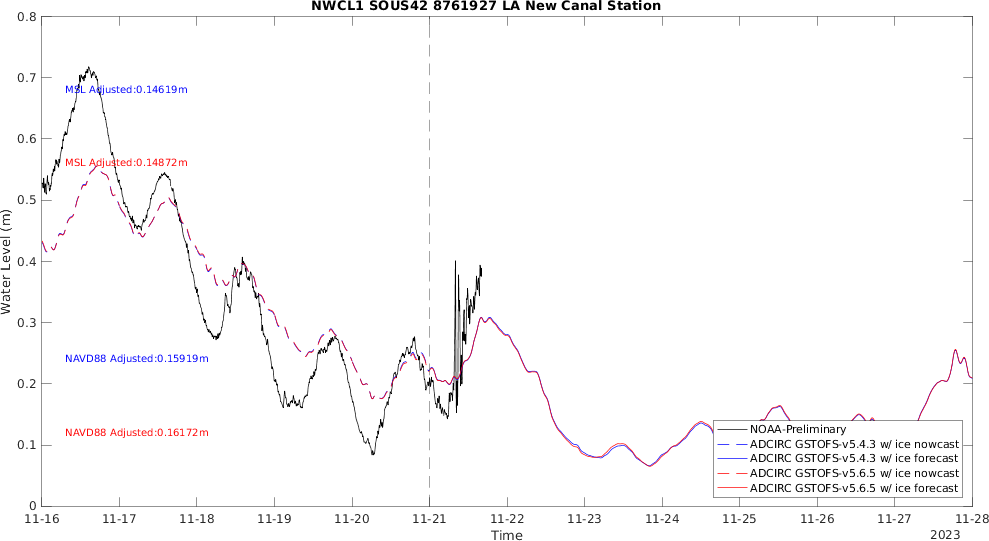 NWCL1 SOUS42 8761927 LA New Canal Station
0.8
0.7
0.6
0.5
0.4
0.3
0.2
0.1
0
Water Level (m)
MSL Adjusted:0.14619m
MSL Adjusted:0.14872m
NAVD88 Adjusted:0.15919m
NAVD88 Adjusted:0.16172m
NOAA-Preliminary
ADCIRC GSTOFS-v5.4.3 w/ ice nowcast
ADCIRC GSTOFS-v5.4.3 w/ ice forecast
ADCIRC GSTOFS-v5.6.5 w/ ice nowcast
ADCIRC GSTOFS-v5.6.5 w/ ice forecast
11-16 11-17 11-18 11-19 11-20 11-21 11-22 11-23 11-24 11-25 11-26 11-27 11-28
Time
2023